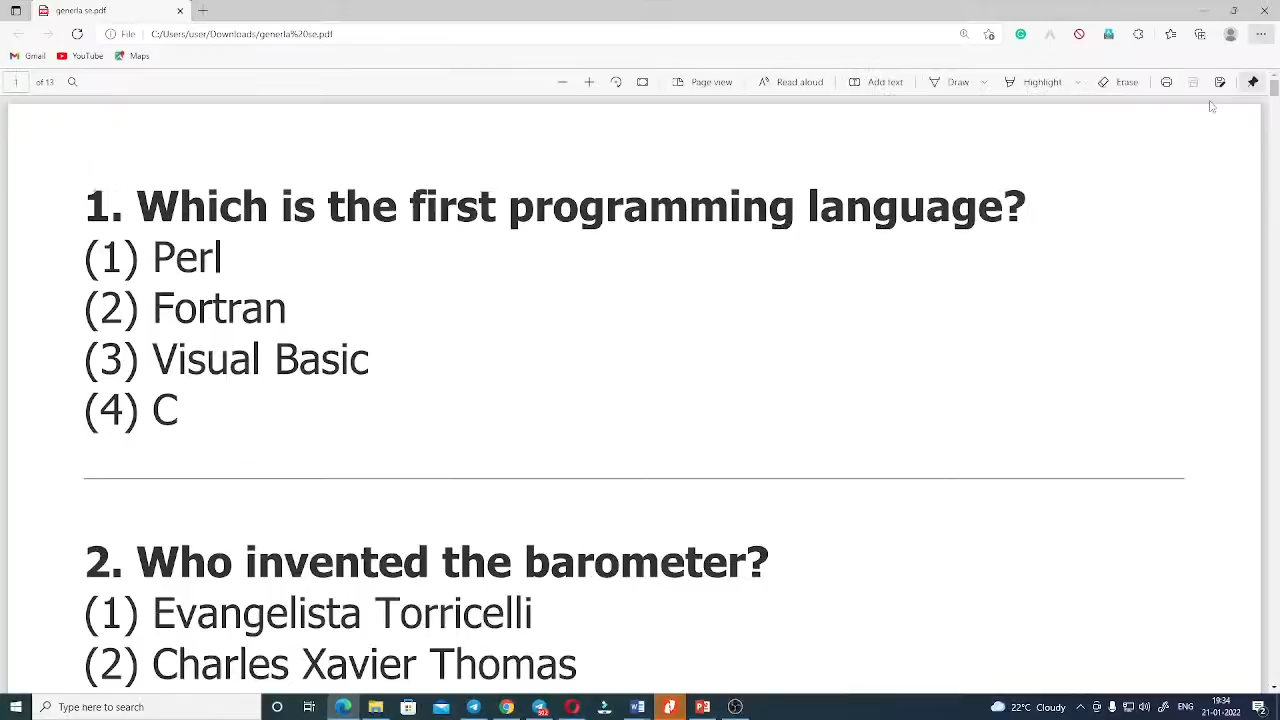 generla se.pdf
File
C:/Users/user/Downloads/generla%20se.pdf
Gmail
YouTube
Maps
1 of 13
Page view
Read aloud
Add text
Draw
Highlight
Erase
1. Which is the first programming language?
(1) Perl
(2) Fortran
(3) Visual Basic
(4) C
2. Who invented the barometer?
(1) Evangelista Torricelli
(2) Charles Xavier Thomas
Type here to search
22°C Cloudy
ENG
19:34
21-01-2022